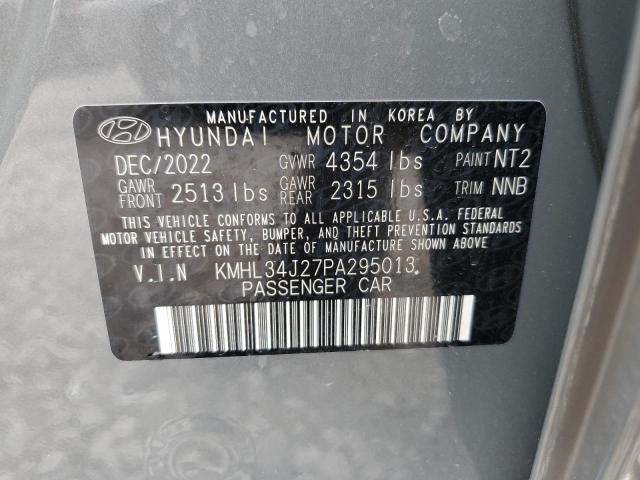 MANUFACTURED IN KOREA BY
HYUNDAI MOTOR COMPANY
DEC/2022 GVWR 4354 lbs PAINT NT2
GAWR FRONT 2513 lbs GAWR REAR 2315 lbs TRIM NNB
THIS VEHICLE CONFORMS TO ALL APPLICABLE U.S.A. FEDERAL
MOTOR VEHICLE SAFETY, BUMPER, AND THEFT PREVENTION STANDARDS
IN EFFECT ON THE DATE OF MANUFACTURE SHOWN ABOVE.
V.I.N KMHL34J27PA295013
PASSENGER CAR